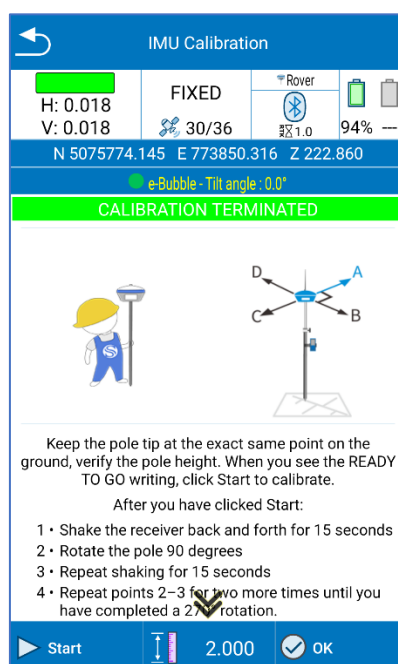 IMU Calibration
H: 0.018
V: 0.018
FIXED
30/36
Rover
1.0
94%
---
N 5075774.145 E 773850.316 Z 222.860
e-Bubble - Tilt angle : 0.0°
CALIBRATION TERMINATED
D
A
C
B
Keep the pole tip at the exact same point on the
ground, verify the pole height. When you see the READY
TO GO writing, click Start to calibrate.
After you have clicked Start:
1 • Shake the receiver back and forth for 15 seconds
2 • Rotate the pole 90 degrees
3 • Repeat shaking for 15 seconds
4 • Repeat points 2–3 for two more times until you
have completed a 270° rotation.
Start
2.000
OK